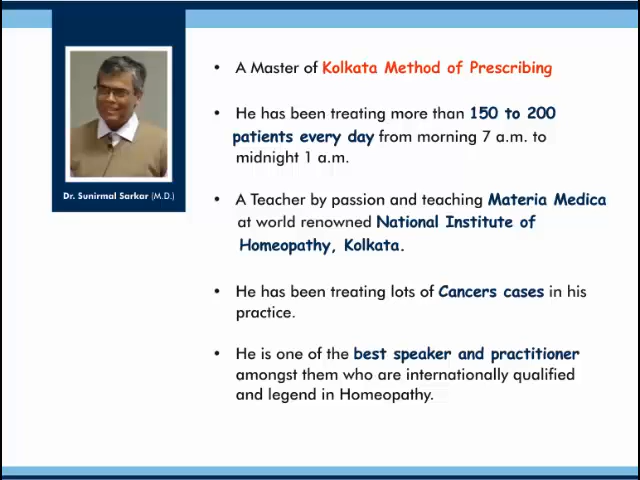 Dr. Sunirmal Sarkar (M.D.)
• A Master of Kolkata Method of Prescribing
• He has been treating more than 150 to 200
patients every day from morning 7 a.m. to
midnight 1 a.m.
• A Teacher by passion and teaching Materia Medica
at world renowned National Institute of
Homeopathy, Kolkata.
• He has been treating lots of Cancers cases in his
practice.
• He is one of the best speaker and practitioner
amongst them who are internationally qualified
and legend in Homeopathy.